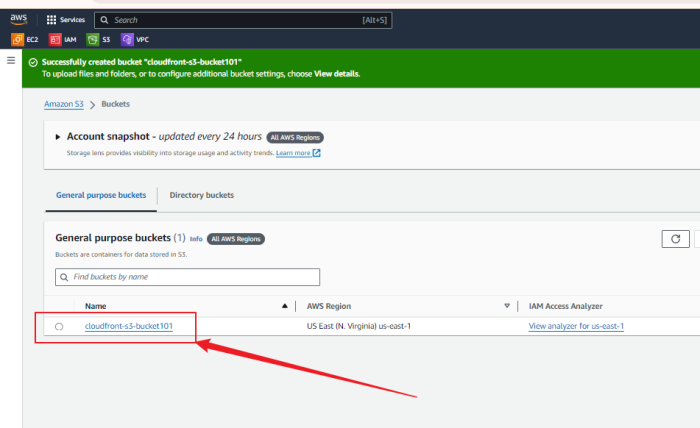 aws Services Search [Alt+S]
EC2 IAM S3 VPC
Successfully created bucket "cloudfront-s3-bucket101"
To upload files and folders, or to configure additional bucket settings, choose View details.
Amazon S3 > Buckets
Account snapshot - updated every 24 hours All AWS Regions
Storage lens provides visibility into storage usage and activity trends. Learn more
General purpose buckets Directory buckets
General purpose buckets (1) Info All AWS Regions
Buckets are containers for data stored in S3.
Find buckets by name
Name AWS Region IAM Access Analyzer
cloudfront-s3-bucket101 US East (N. Virginia) us-east-1 View analyzer for us-east-1